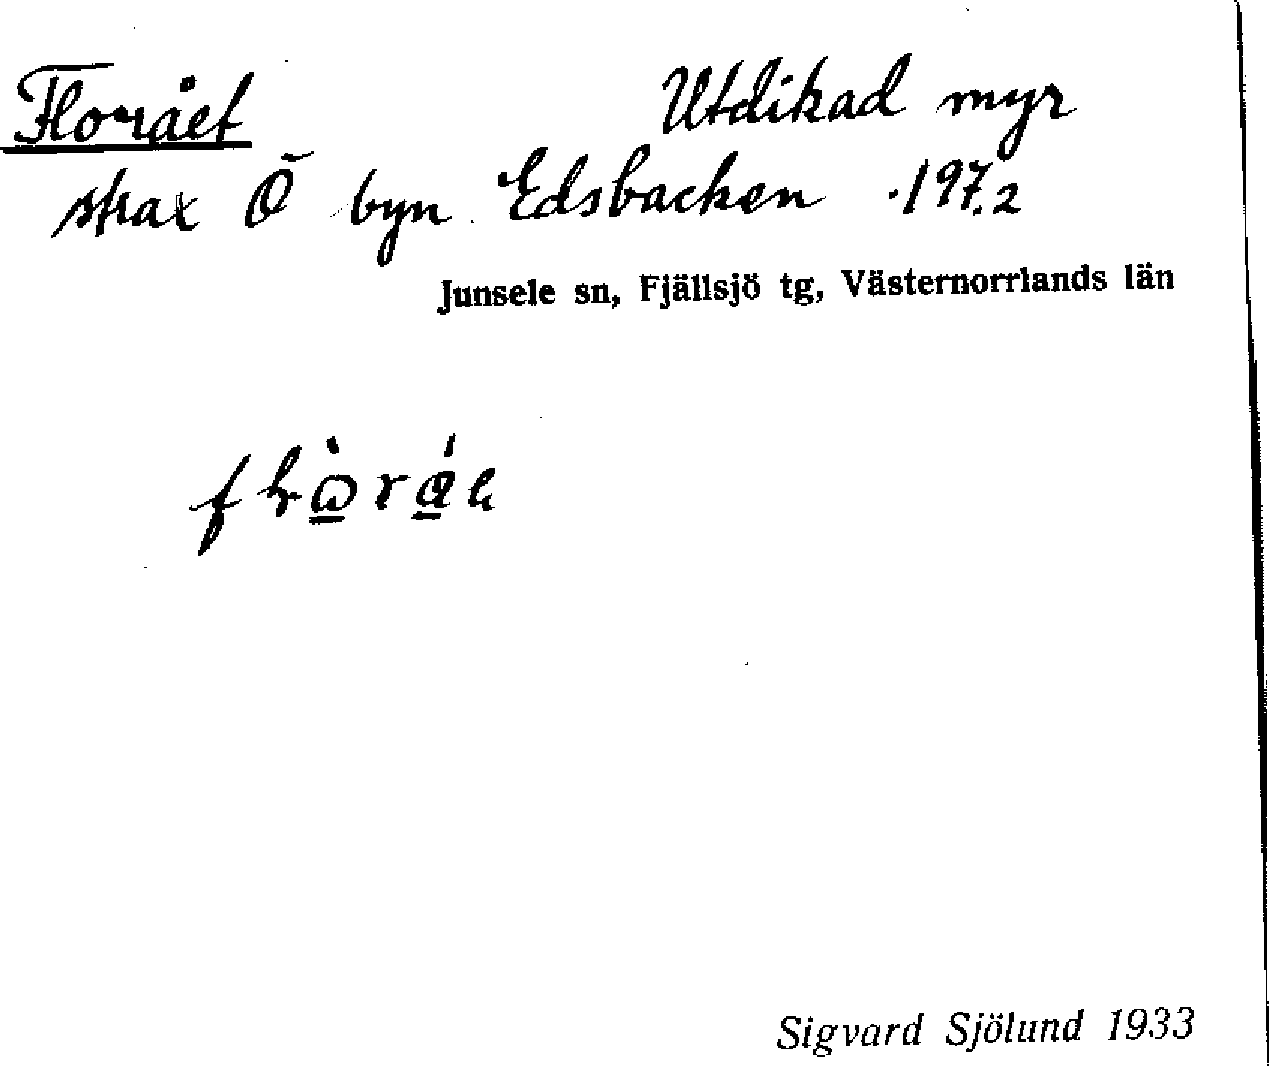 Florået Utdikad myr
strax Ö byn Edsbacken 197.2
Junsele sn, Fjällsjö tg, Västernorrlands län
Sigvard Sjölund 1933